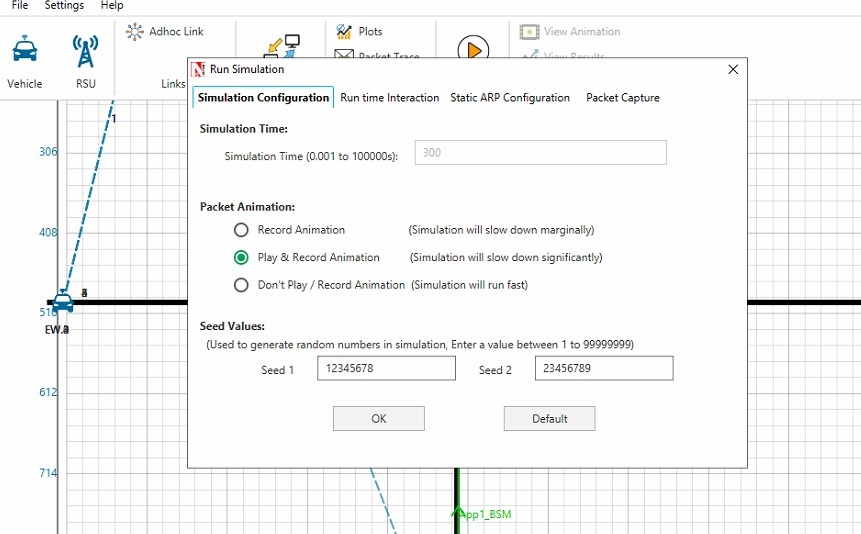 File Settings Help
Adhoc Link
Plots
View Animation
Packet Trace
View Results
Vehicle RSU Links
Run Simulation
Simulation Configuration Run time Interaction Static ARP Configuration Packet Capture
1
Simulation Time:
306
Simulation Time (0.001 to 100000s): 300
Packet Animation:
408
Record Animation (Simulation will slow down marginally)
Play & Record Animation (Simulation will slow down significantly)
Don't Play / Record Animation (Simulation will run fast)
510
Seed Values:
(Used to generate random numbers in simulation, Enter a value between 1 to 99999999)
Seed 1 12345678 Seed 2 23456789
612
OK Default
714
App1_BSM